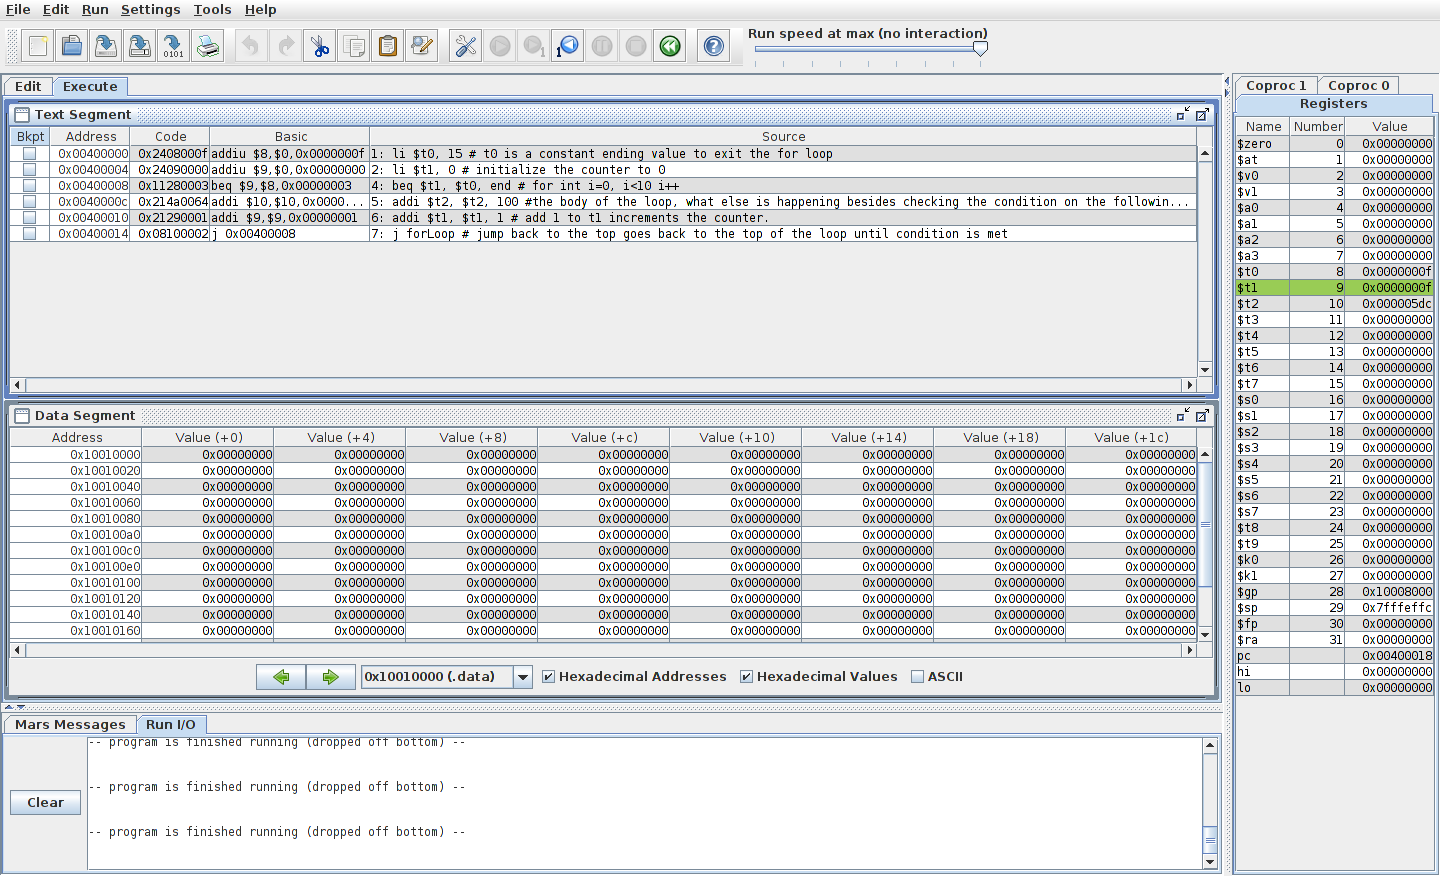 File Edit Run Settings Tools Help
Run speed at max (no interaction)
Edit Execute
Text Segment
Bkpt Address Code Basic Source
0x00400000 0x2408000f addiu $8,$0,0x0000000f 1: li $t0, 15 # t0 is a constant ending value to exit the for loop
0x00400004 0x24090000 addiu $9,$0,0x00000000 2: li $t1, 0 # initialize the counter to 0
0x00400008 0x11280003 beq $9,$8,0x00000003 4: beq $t1, $t0, end # for int i=0, i<10 i++
0x0040000c 0x214a0064 addi $10,$10,0x0000... 5: addi $t2, $t2, 100 #the body of the loop, what else is happening besides checking the condition on the followin...
0x00400010 0x21290001 addi $9,$9,0x00000001 6: addi $t1, $t1, 1 # add 1 to t1 increments the counter.
0x00400014 0x08100002 j 0x00400008 7: j forLoop # jump back to the top goes back to the top of the loop until condition is met
Data Segment
Address Value (+0) Value (+4) Value (+8) Value (+c) Value (+10) Value (+14) Value (+18) Value (+1c)
0x10010000 0x00000000 0x00000000 0x00000000 0x00000000 0x00000000 0x00000000 0x00000000 0x00000000
0x10010020 0x00000000 0x00000000 0x00000000 0x00000000 0x00000000 0x00000000 0x00000000 0x00000000
0x10010040 0x00000000 0x00000000 0x00000000 0x00000000 0x00000000 0x00000000 0x00000000 0x00000000
0x10010060 0x00000000 0x00000000 0x00000000 0x00000000 0x00000000 0x00000000 0x00000000 0x00000000
0x10010080 0x00000000 0x00000000 0x00000000 0x00000000 0x00000000 0x00000000 0x00000000 0x00000000
0x100100a0 0x00000000 0x00000000 0x00000000 0x00000000 0x00000000 0x00000000 0x00000000 0x00000000
0x100100c0 0x00000000 0x00000000 0x00000000 0x00000000 0x00000000 0x00000000 0x00000000 0x00000000
0x100100e0 0x00000000 0x00000000 0x00000000 0x00000000 0x00000000 0x00000000 0x00000000 0x00000000
0x10010100 0x00000000 0x00000000 0x00000000 0x00000000 0x00000000 0x00000000 0x00000000 0x00000000
0x10010120 0x00000000 0x00000000 0x00000000 0x00000000 0x00000000 0x00000000 0x00000000 0x00000000
0x10010140 0x00000000 0x00000000 0x00000000 0x00000000 0x00000000 0x00000000 0x00000000 0x00000000
0x10010160 0x00000000 0x00000000 0x00000000 0x00000000 0x00000000 0x00000000 0x00000000 0x00000000
0x10010000 (.data) Hexadecimal Addresses Hexadecimal Values ASCII
Mars Messages Run I/O
-- program is finished running (dropped off bottom) --
-- program is finished running (dropped off bottom) --
-- program is finished running (dropped off bottom) --
Clear
Coproc 1 Coproc 0
Registers
Name Number Value
$zero 0 0x00000000
$at 1 0x00000000
$v0 2 0x00000000
$v1 3 0x00000000
$a0 4 0x00000000
$a1 5 0x00000000
$a2 6 0x00000000
$a3 7 0x00000000
$t0 8 0x0000000f
$t1 9 0x0000000f
$t2 10 0x000005dc
$t3 11 0x00000000
$t4 12 0x00000000
$t5 13 0x00000000
$t6 14 0x00000000
$t7 15 0x00000000
$s0 16 0x00000000
$s1 17 0x00000000
$s2 18 0x00000000
$s3 19 0x00000000
$s4 20 0x00000000
$s5 21 0x00000000
$s6 22 0x00000000
$s7 23 0x00000000
$t8 24 0x00000000
$t9 25 0x00000000
$k0 26 0x00000000
$k1 27 0x00000000
$gp 28 0x10008000
$sp 29 0x7fffeffc
$fp 30 0x00000000
$ra 31 0x00000000
pc 0x00400018
hi 0x00000000
lo 0x00000000